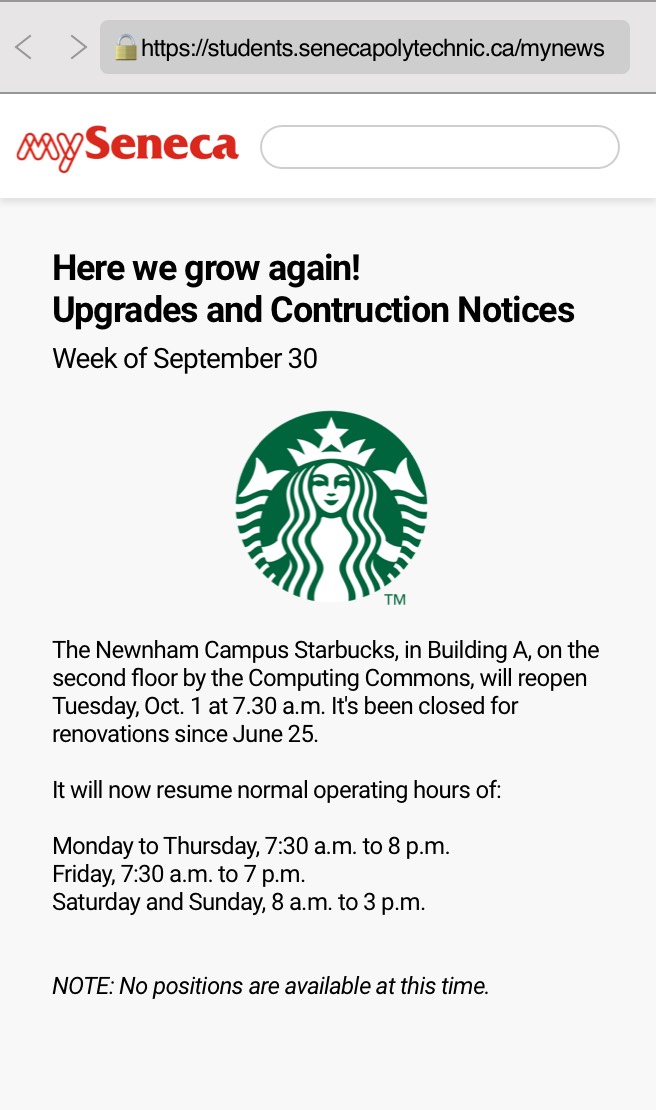 https://students.senecapolytechnic.ca/mynews
mySeneca
Here we grow again!
Upgrades and Contruction Notices
Week of September 30
TM
The Newnham Campus Starbucks, in Building A, on the
second floor by the Computing Commons, will reopen
Tuesday, Oct. 1 at 7.30 a.m. It's been closed for
renovations since June 25.
It will now resume normal operating hours of:
Monday to Thursday, 7:30 a.m. to 8 p.m.
Friday, 7:30 a.m. to 7 p.m.
Saturday and Sunday, 8 a.m. to 3 p.m.
NOTE: No positions are available at this time.